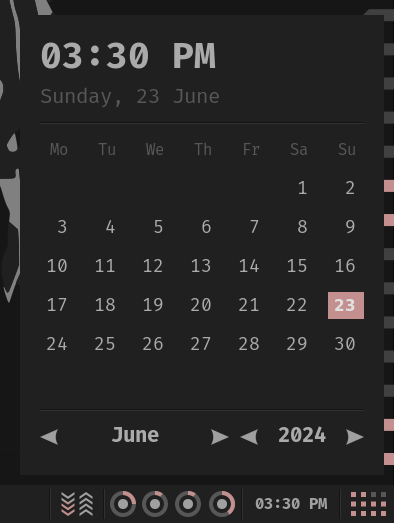 03:30 PM
Sunday, 23 June
Mo Tu We Th Fr Sa Su
1 2
3 4 5 6 7 8 9
10 11 12 13 14 15 16
17 18 19 20 21 22 23
24 25 26 27 28 29 30
June 2024
03:30 PM